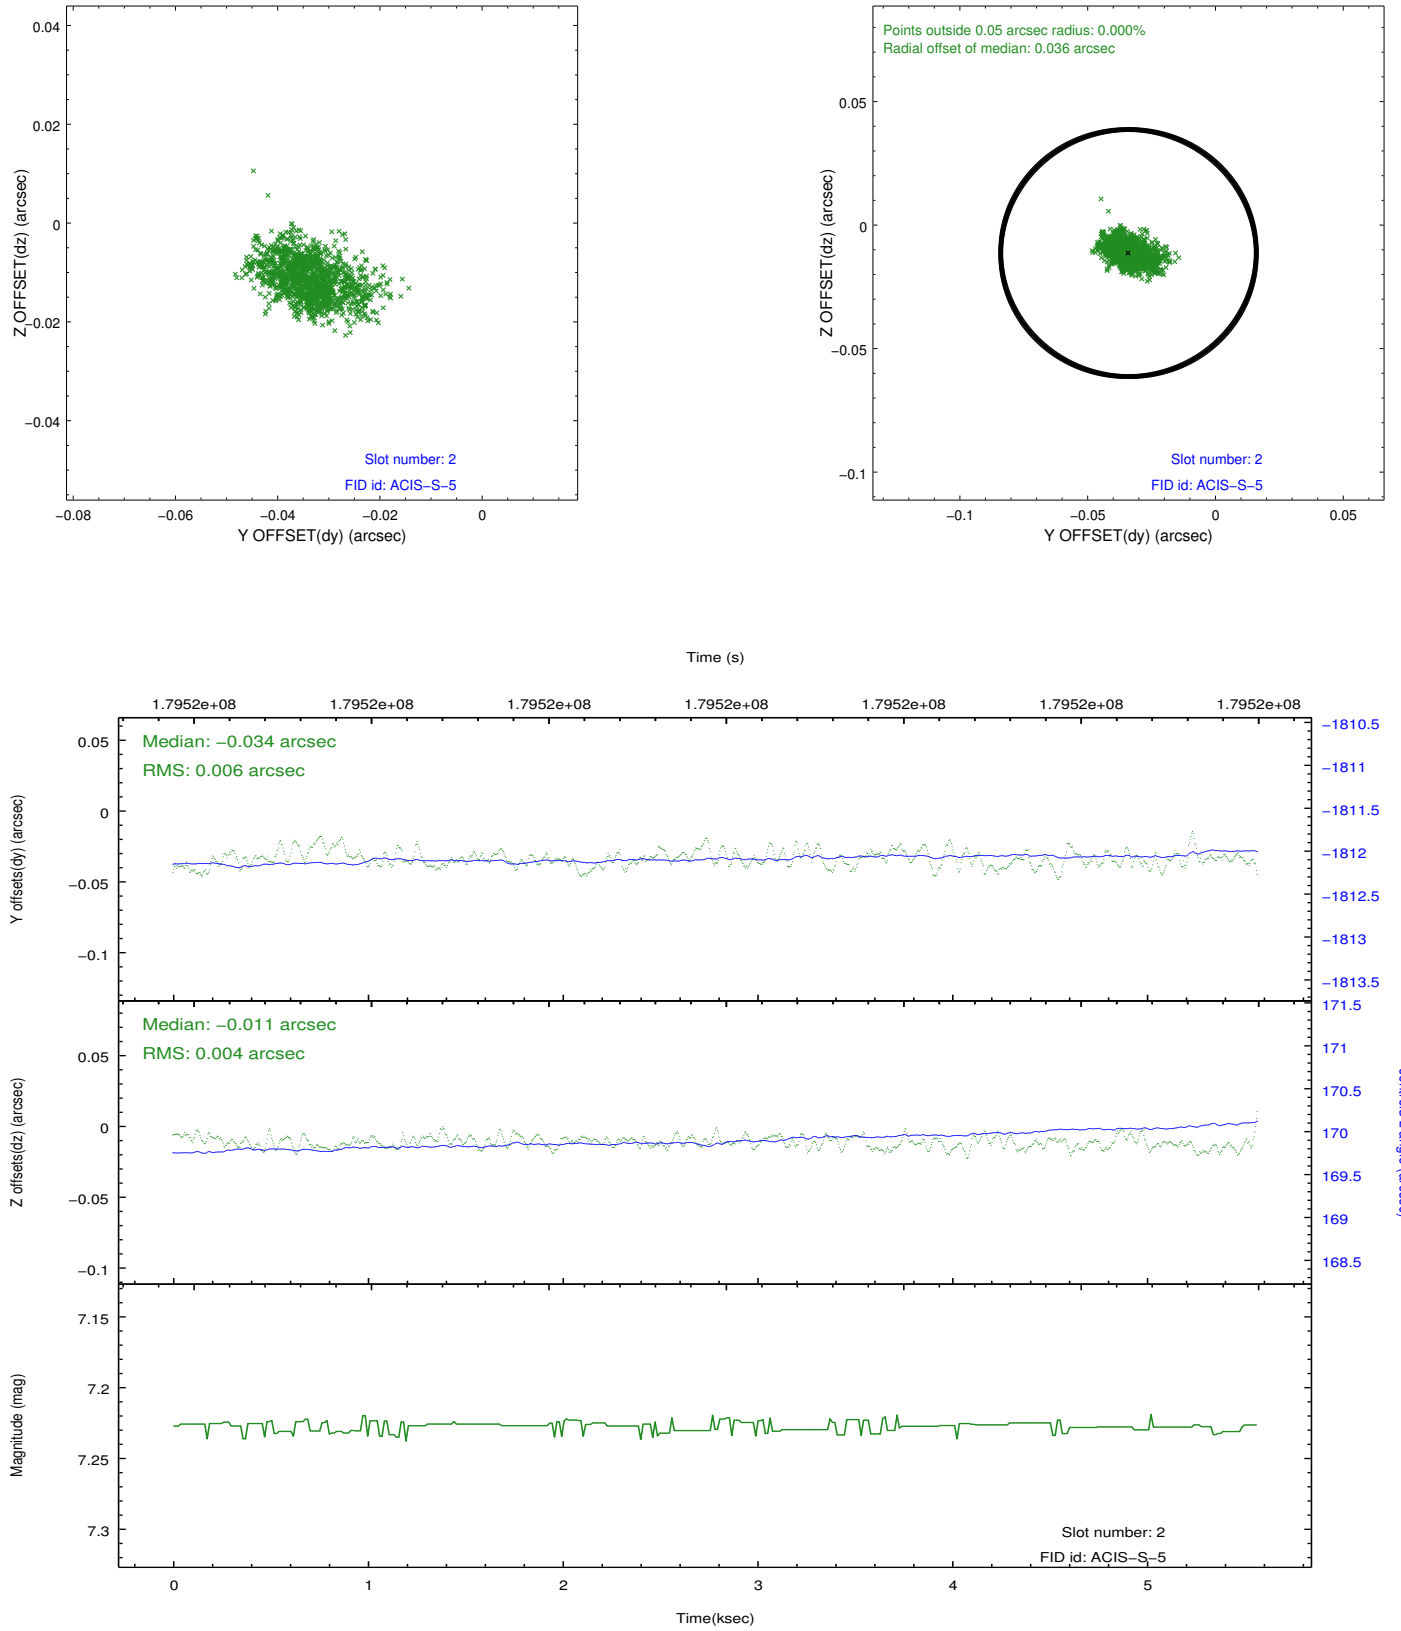 0.04
0.02
0
−0.02
−0.04
Z OFFSET(dz) (arcsec)
Slot number: 2
FID id: ACIS−S−5
−0.08
−0.06
−0.04
−0.02
0
Y OFFSET(dy) (arcsec)
Points outside 0.05 arcsec radius: 0.000%
Radial offset of median: 0.036 arcsec
0.05
0
−0.05
−0.1
Z OFFSET(dz) (arcsec)
Slot number: 2
FID id: ACIS−S−5
−0.1
−0.05
0
0.05
Y OFFSET(dy) (arcsec)
Time (s)
1.7952e+08
1.7952e+08
1.7952e+08
1.7952e+08
1.7952e+08
1.7952e+08
1.7952e+08
Median: −0.034 arcsec
RMS: 0.006 arcsec
0.05
0
−0.05
−0.1
Y offsets(dy) (arcsec)
−1810.5
−1811
−1811.5
−1812
−1812.5
−1813
−1813.5
Median: −0.011 arcsec
RMS: 0.004 arcsec
0.05
0
−0.05
−0.1
Z offsets(dz) (arcsec)
171.5
171
170.5
170
169.5
169
168.5
7.15
7.2
7.25
7.3
Magnitude (mag)
Slot number: 2
FID id: ACIS−S−5
0
1
2
3
4
5
Time(ksec)